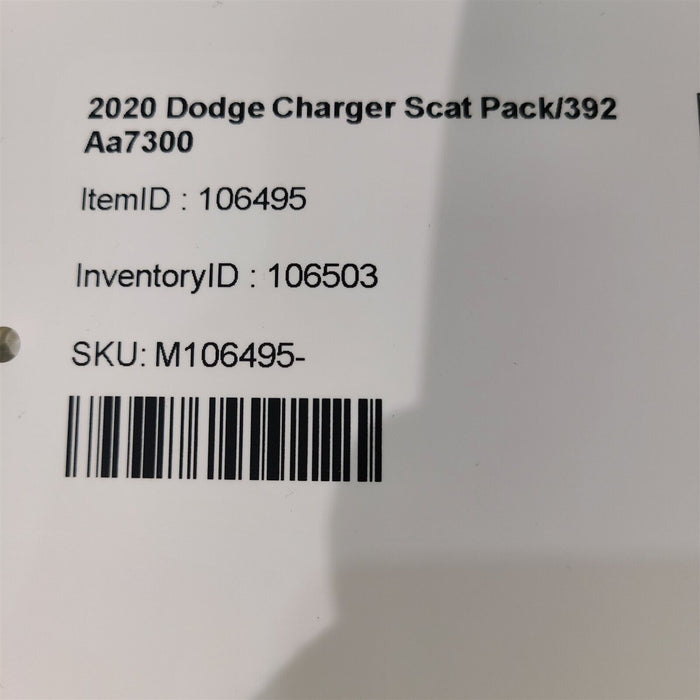 2020 Dodge Charger Scat Pack/392
Aa7300
ItemID : 106495
InventoryID : 106503
SKU: M106495-